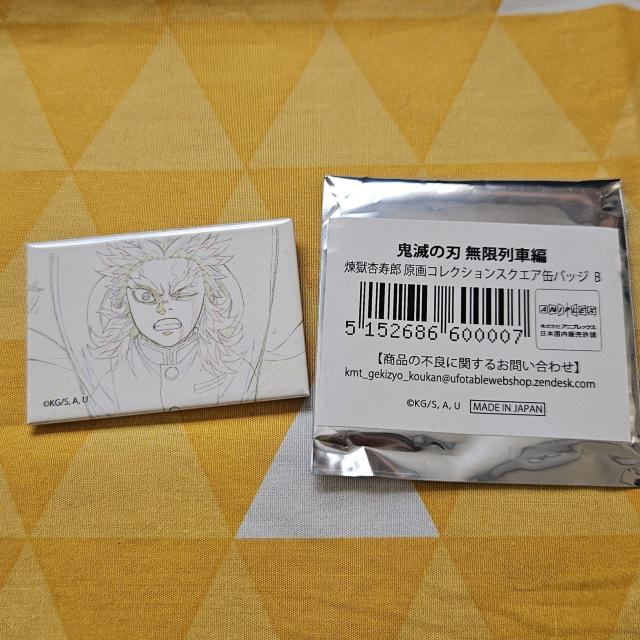 ©KG/S, A, U
鬼滅の刃 無限列車編
煉獄杏寿郎 原画コレクションスクエア缶バッジ B
5 152686 600007
ANIPLEX
株式会社アニプレックス
日本国内販売許諾
【商品の不良に関するお問い合わせ】
kmt_gekizyo_koukan@ufotablewebshop.zendesk.com
©KG/S, A, U MADE IN JAPAN